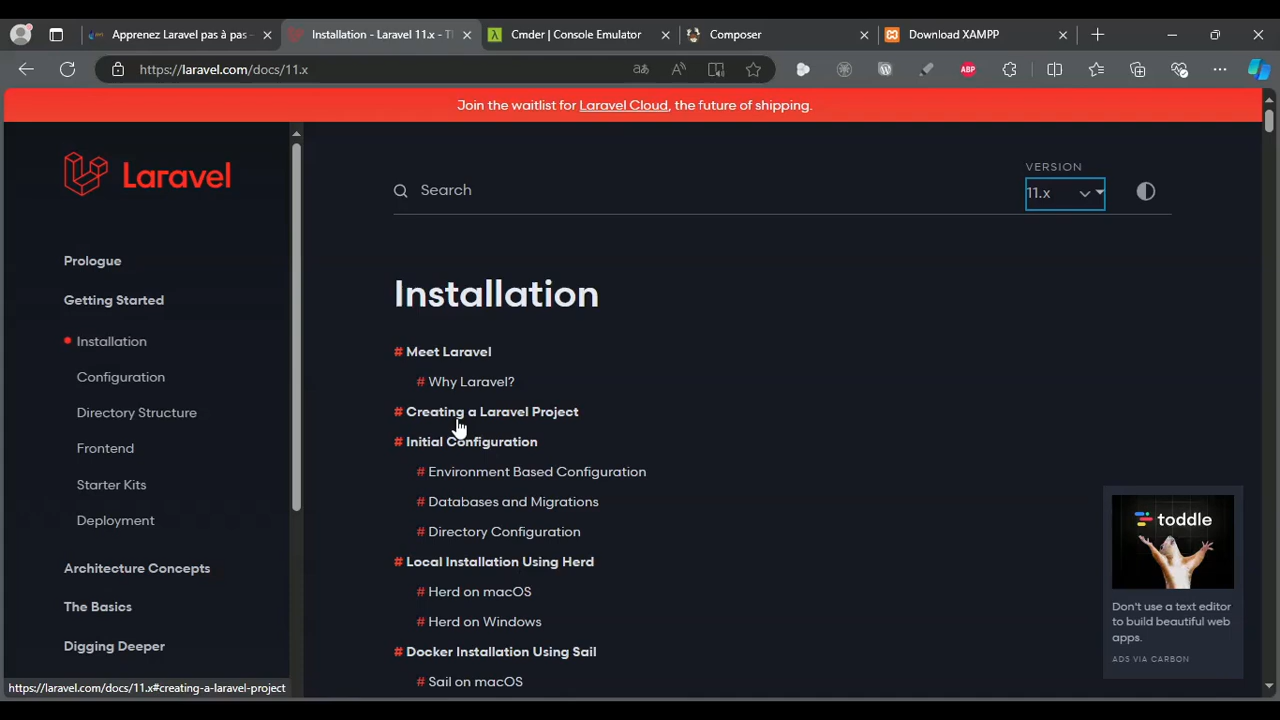 Apprenez Laravel pas à pas -
Installation - Laravel 11.x - T
Cmder | Console Emulator
Composer
Download XAMPP
https://laravel.com/docs/11.x
ABP
Join the waitlist for Laravel Cloud, the future of shipping.
Laravel
Search
VERSION
11.x
Prologue
Getting Started
Installation
Configuration
Directory Structure
Frontend
Starter Kits
Deployment
Architecture Concepts
The Basics
Digging Deeper
Installation
# Meet Laravel
# Why Laravel?
# Creating a Laravel Project
# Initial Configuration
# Environment Based Configuration
# Databases and Migrations
# Directory Configuration
# Local Installation Using Herd
# Herd on macOS
# Herd on Windows
# Docker Installation Using Sail
# Sail on macOS
toddle
Don't use a text editor
to build beautiful web
apps.
ADS VIA CARBON
https://laravel.com/docs/11.x#creating-a-laravel-project